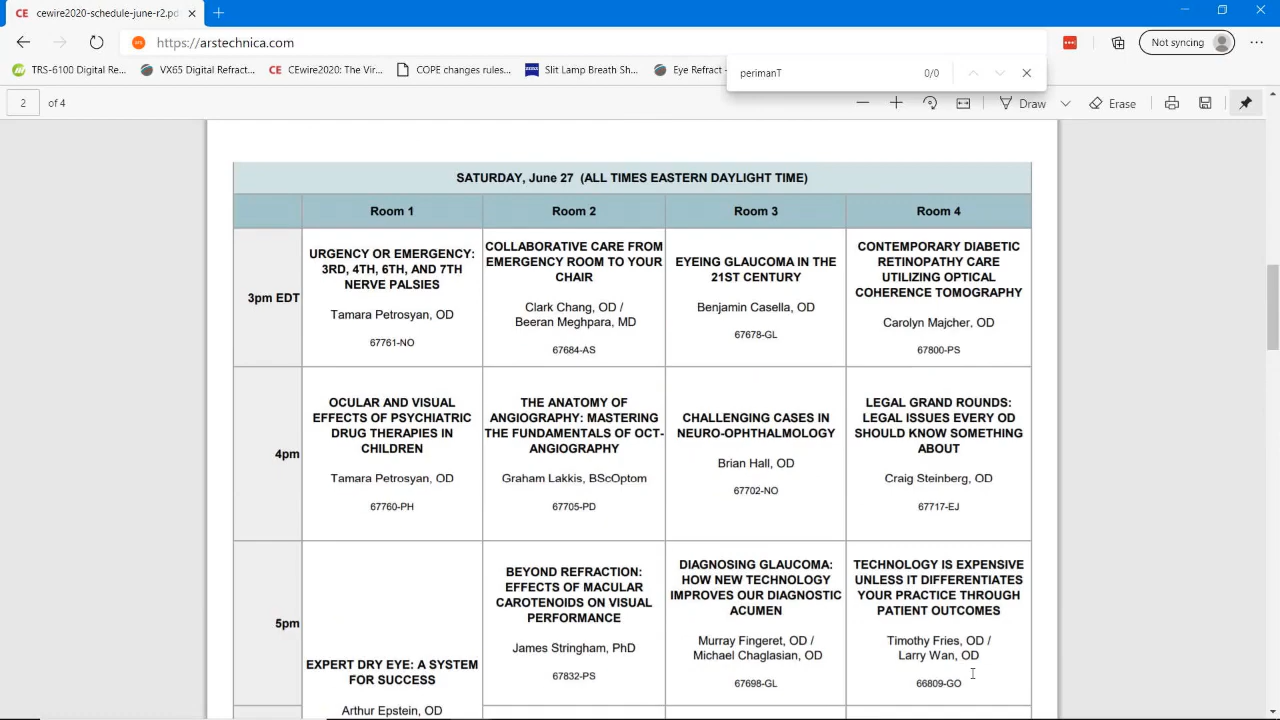 CE cewire2020-schedule-june-r2.pd
https://arstechnica.com
Not syncing
TRS-6100 Digital Re...
VX65 Digital Refract...
CE CEwire2020: The Vir...
COPE changes rules...
Slit Lamp Breath Sh...
Eye Refract -
perimanT
0/0
2 of 4
Draw
Erase
SATURDAY, June 27 (ALL TIMES EASTERN DAYLIGHT TIME)
Room 1
Room 2
Room 3
Room 4
3pm EDT
URGENCY OR EMERGENCY:
3RD, 4TH, 6TH, AND 7TH
NERVE PALSIES
Tamara Petrosyan, OD
67761-NO
COLLABORATIVE CARE FROM
EMERGENCY ROOM TO YOUR
CHAIR
Clark Chang, OD /
Beeran Meghpara, MD
67684-AS
EYEING GLAUCOMA IN THE
21ST CENTURY
Benjamin Casella, OD
67678-GL
CONTEMPORARY DIABETIC
RETINOPATHY CARE
UTILIZING OPTICAL
COHERENCE TOMOGRAPHY
Carolyn Majcher, OD
67800-PS
4pm
OCULAR AND VISUAL
EFFECTS OF PSYCHIATRIC
DRUG THERAPIES IN
CHILDREN
Tamara Petrosyan, OD
67760-PH
THE ANATOMY OF
ANGIOGRAPHY: MASTERING
THE FUNDAMENTALS OF OCT-
ANGIOGRAPHY
Graham Lakkis, BScOptom
67705-PD
CHALLENGING CASES IN
NEURO-OPHTHALMOLOGY
Brian Hall, OD
67702-NO
LEGAL GRAND ROUNDS:
LEGAL ISSUES EVERY OD
SHOULD KNOW SOMETHING
ABOUT
Craig Steinberg, OD
67717-EJ
5pm
EXPERT DRY EYE: A SYSTEM
FOR SUCCESS
Arthur Epstein, OD
BEYOND REFRACTION:
EFFECTS OF MACULAR
CAROTENOIDS ON VISUAL
PERFORMANCE
James Stringham, PhD
67832-PS
DIAGNOSING GLAUCOMA:
HOW NEW TECHNOLOGY
IMPROVES OUR DIAGNOSTIC
ACUMEN
Murray Fingeret, OD /
Michael Chaglasian, OD
67698-GL
TECHNOLOGY IS EXPENSIVE
UNLESS IT DIFFERENTIATES
YOUR PRACTICE THROUGH
PATIENT OUTCOMES
Timothy Fries, OD /
Larry Wan, OD
66809-GO